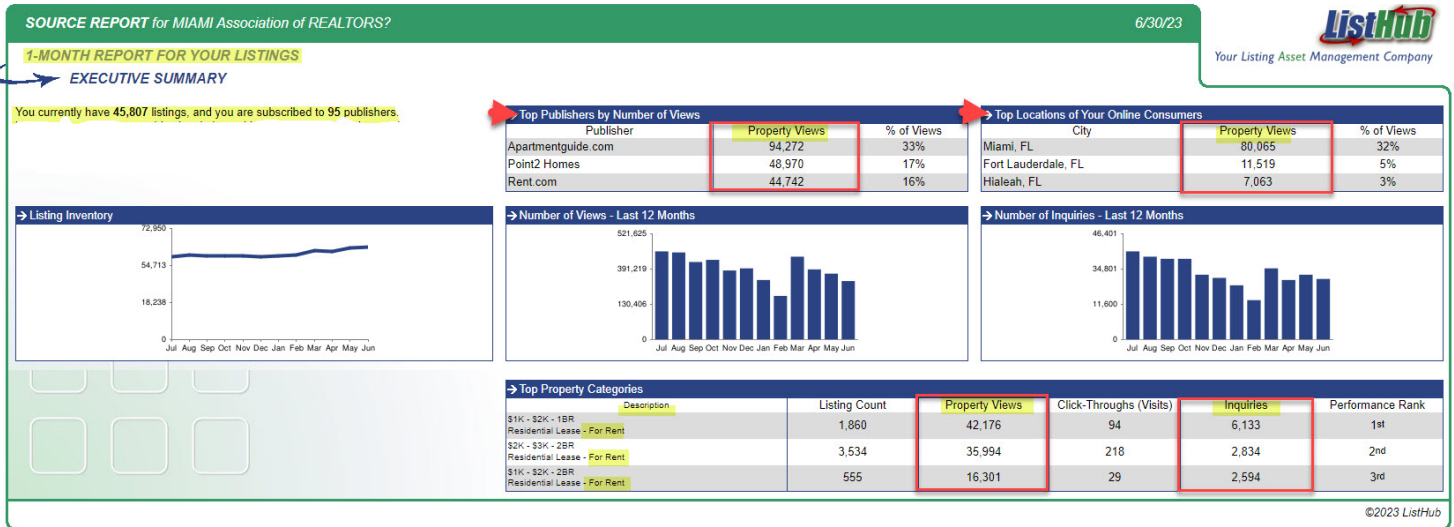 SOURCE REPORT for MIAMI Association of REALTORS?
6/30/23
ListHub
Your Listing Asset Management Company
1-MONTH REPORT FOR YOUR LISTINGS
EXECUTIVE SUMMARY
You currently have 45,807 listings, and you are subscribed to 95 publishers.
→ Top Publishers by Number of Views
Publisher Property Views % of Views
Apartmentguide.com 94,272 33%
Point2 Homes 48,970 17%
Rent.com 44,742 16%
→ Top Locations of Your Online Consumers
City Property Views % of Views
Miami, FL 80,065 32%
Fort Lauderdale, FL 11,519 5%
Hialeah, FL 7,063 3%
→ Listing Inventory
72,950
54,713
18,238
0
Jul Aug Sep Oct Nov Dec Jan Feb Mar Apr May Jun
→ Number of Views - Last 12 Months
521,625
391,219
130,406
0
Jul Aug Sep Oct Nov Dec Jan Feb Mar Apr May Jun
→ Number of Inquiries - Last 12 Months
46,401
34,801
11,600
0
Jul Aug Sep Oct Nov Dec Jan Feb Mar Apr May Jun
→ Top Property Categories
Description Listing Count Property Views Click-Throughs (Visits) Inquiries Performance Rank
$1K - $2K - 1BR
Residential Lease - For Rent 1,860 42,176 94 6,133 1st
$2K - $3K - 2BR
Residential Lease - For Rent 3,534 35,994 218 2,834 2nd
$1K - $2K - 2BR
Residential Lease - For Rent 555 16,301 29 2,594 3rd
©2023 ListHub